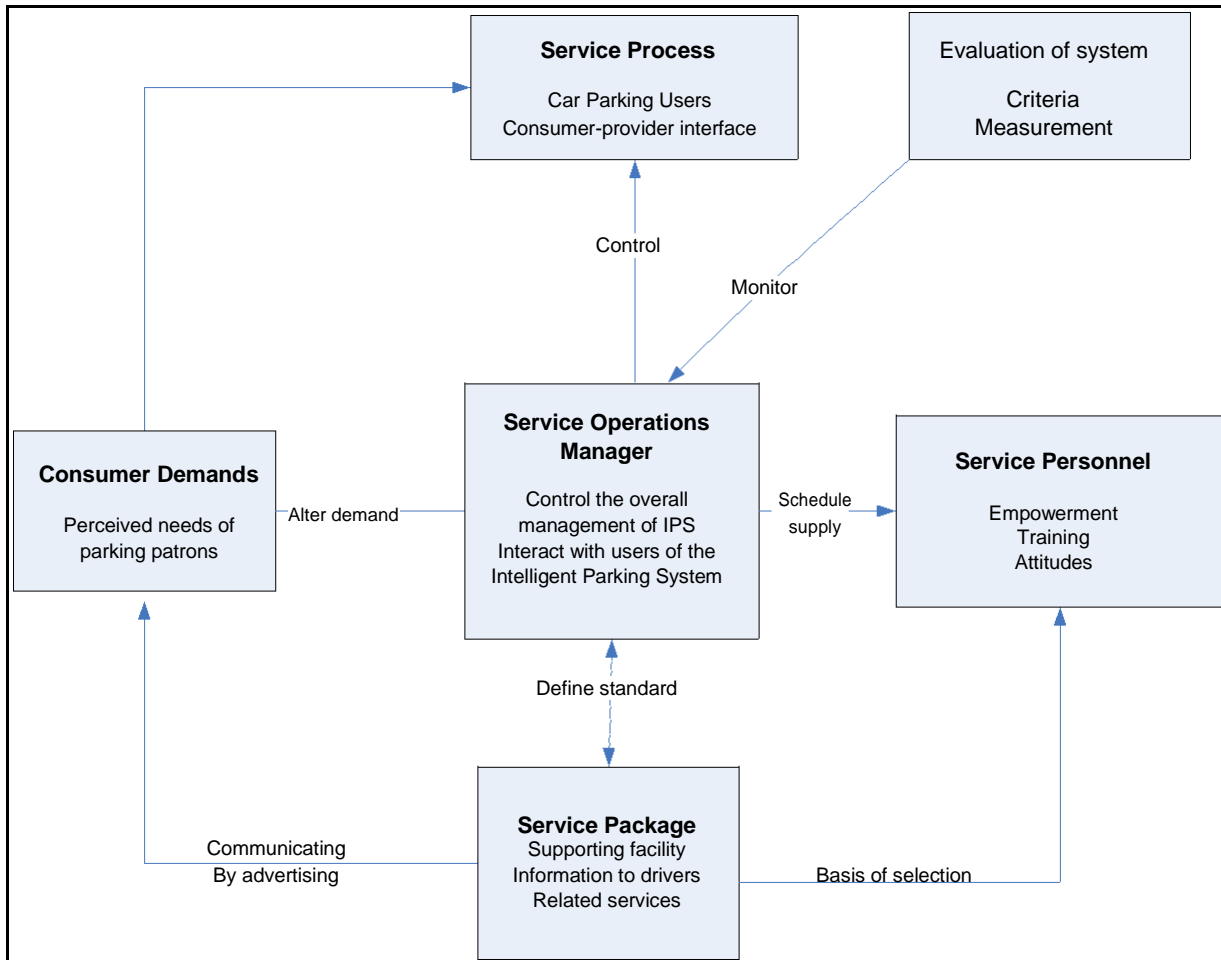 Service Process
Car Parking Users
Consumer-provider interface
Evaluation of system
Criteria
Measurement
Control
Monitor
Consumer Demands
Perceived needs of
parking patrons
Alter demand
Service Operations
Manager
Control the overall
management of IPS
Interact with users of the
Intelligent Parking System
Schedule
supply
Service Personnel
Empowerment
Training
Attitudes
Define standard
Communicating
By advertising
Service Package
Supporting facility
Information to drivers
Related services
Basis of selection